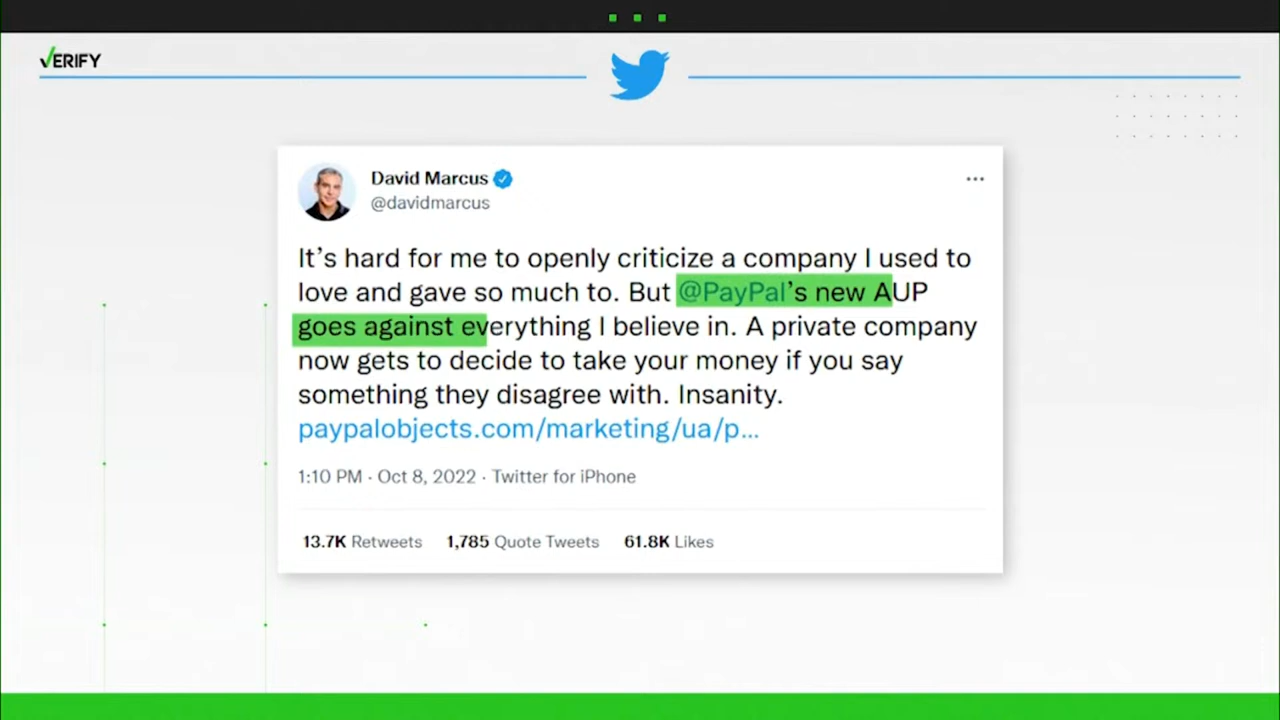 VERIFY
David Marcus
@davidmarcus
It's hard for me to openly criticize a company I used to
love and gave so much to. But @PayPal's new AUP
goes against everything I believe in. A private company
now gets to decide to take your money if you say
something they disagree with. Insanity.
paypalobjects.com/marketing/ua/p...
1:10 PM · Oct 8, 2022 · Twitter for iPhone
13.7K Retweets 1,785 Quote Tweets 61.8K Likes